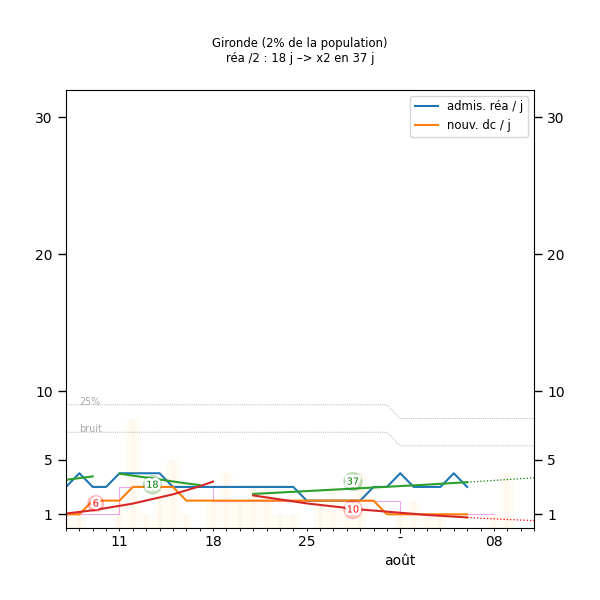 Gironde (2% de la population)
réa /2 : 18 j –> x2 en 37 j
admis. réa / j
nouv. dc / j
30 30
20 20
10 10
25%
bruit
5 5
6 18 37 10
1 1
11 18 25 - 08
août